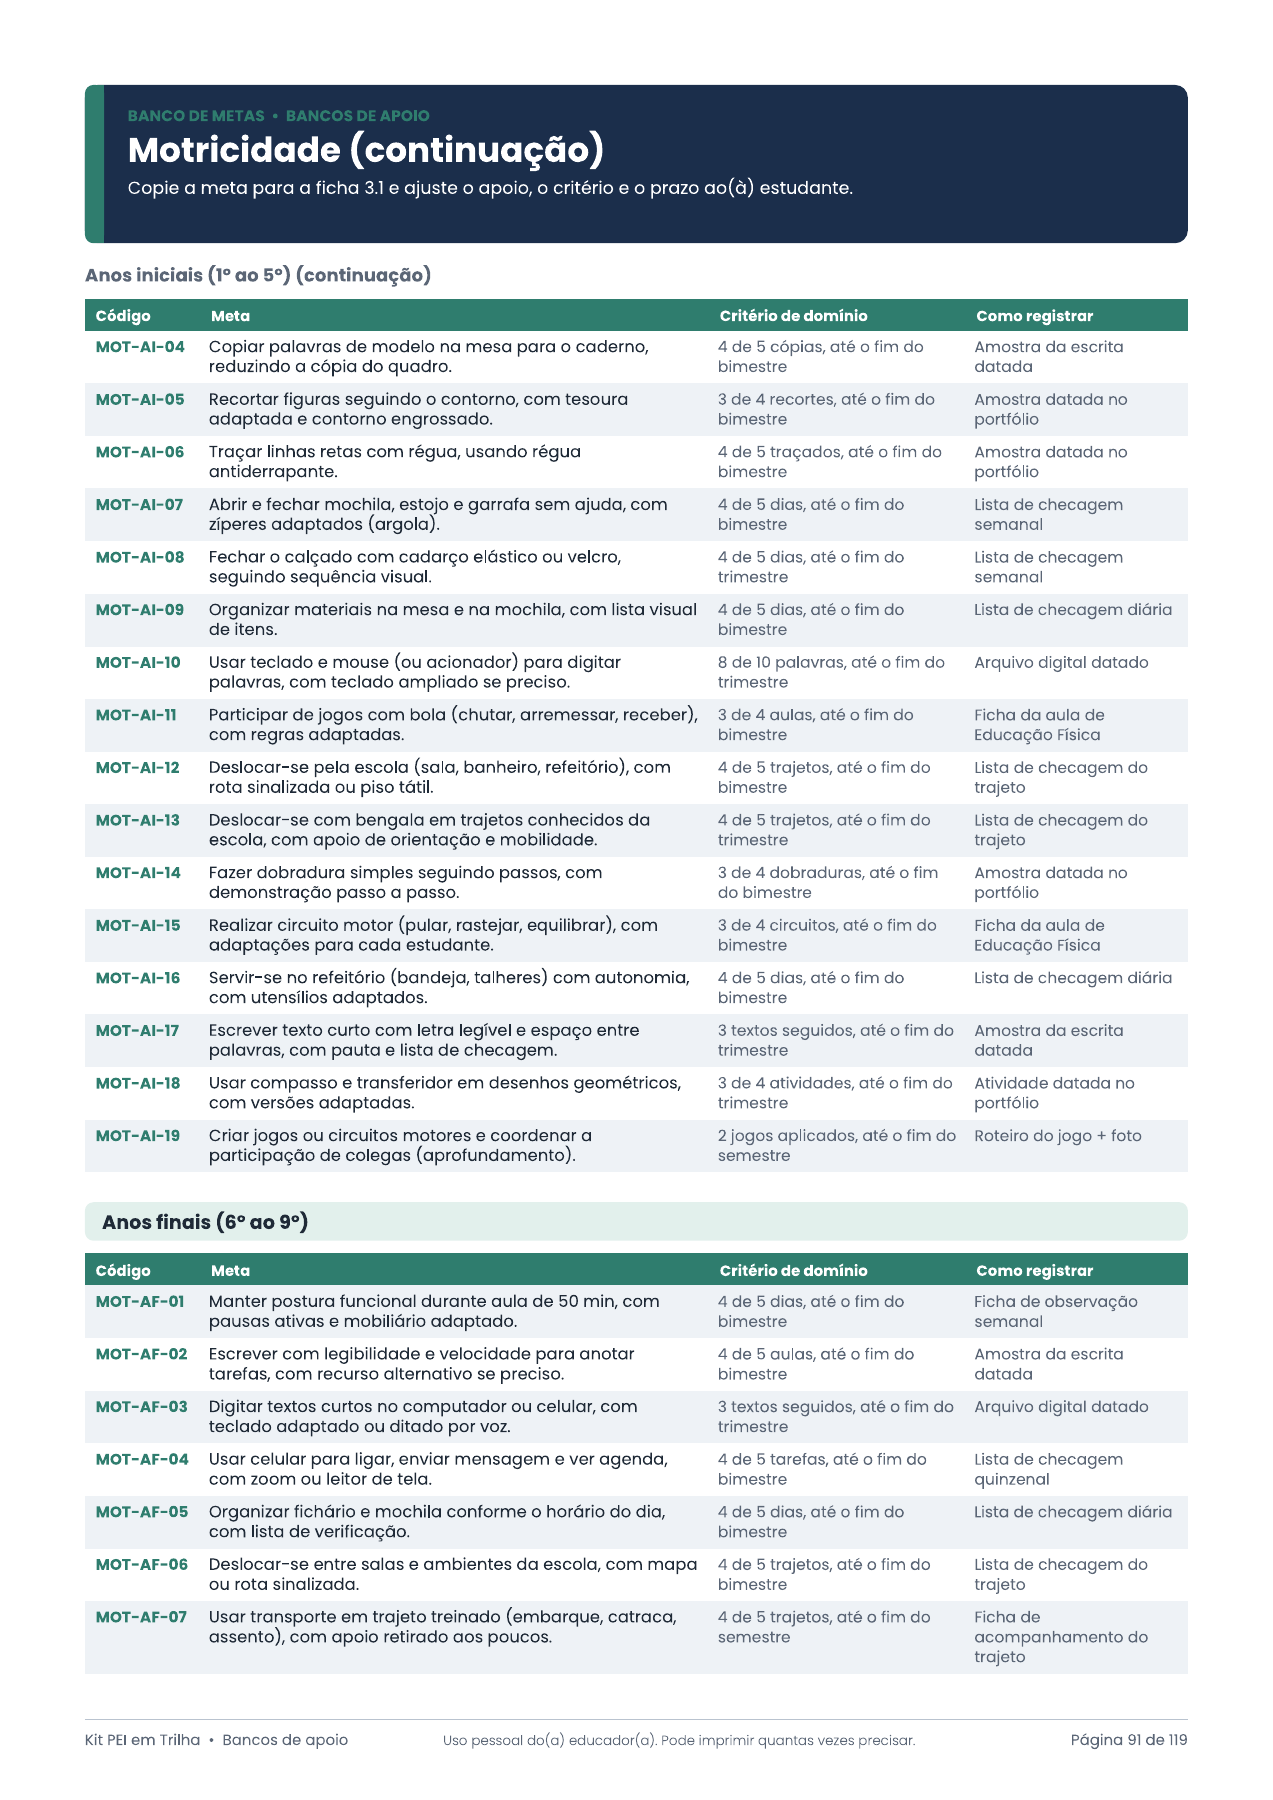 BANCO DE METAS • BANCOS DE APOIO
Motricidade (continuação)
Copie a meta para a ficha 3.1 e ajuste o apoio, o critério e o prazo ao(à) estudante.
Anos iniciais (1º ao 5º) (continuação)
Código Meta Critério de domínio Como registrar
MOT-AI-04 Copiar palavras de modelo na mesa para o caderno, 4 de 5 cópias, até o fim do Amostra da escrita
reduzindo a cópia do quadro. bimestre datada
MOT-AI-05 Recortar figuras seguindo o contorno, com tesoura 3 de 4 recortes, até o fim do Amostra datada no
adaptada e contorno engrossado. bimestre portfólio
MOT-AI-06 Traçar linhas retas com régua, usando régua 4 de 5 traçados, até o fim do Amostra datada no
antiderrapante. bimestre portfólio
MOT-AI-07 Abrir e fechar mochila, estojo e garrafa sem ajuda, com 4 de 5 dias, até o fim do Lista de checagem
zíperes adaptados (argola). bimestre semanal
MOT-AI-08 Fechar o calçado com cadarço elástico ou velcro, 4 de 5 dias, até o fim do Lista de checagem
seguindo sequência visual. trimestre semanal
MOT-AI-09 Organizar materiais na mesa e na mochila, com lista visual 4 de 5 dias, até o fim do Lista de checagem diária
de itens. bimestre
MOT-AI-10 Usar teclado e mouse (ou acionador) para digitar 8 de 10 palavras, até o fim do Arquivo digital datado
palavras, com teclado ampliado se preciso. trimestre
MOT-AI-11 Participar de jogos com bola (chutar, arremessar, receber), 3 de 4 aulas, até o fim do Ficha da aula de
com regras adaptadas. bimestre Educação Física
MOT-AI-12 Deslocar-se pela escola (sala, banheiro, refeitório), com 4 de 5 trajetos, até o fim do Lista de checagem do
rota sinalizada ou piso tátil. bimestre trajeto
MOT-AI-13 Deslocar-se com bengala em trajetos conhecidos da 4 de 5 trajetos, até o fim do Lista de checagem do
escola, com apoio de orientação e mobilidade. trimestre trajeto
MOT-AI-14 Fazer dobradura simples seguindo passos, com 3 de 4 dobraduras, até o fim Amostra datada no
demonstração passo a passo. do bimestre portfólio
MOT-AI-15 Realizar circuito motor (pular, rastejar, equilibrar), com 3 de 4 circuitos, até o fim do Ficha da aula de
adaptações para cada estudante. bimestre Educação Física
MOT-AI-16 Servir-se no refeitório (bandeja, talheres) com autonomia, 4 de 5 dias, até o fim do Lista de checagem diária
com utensílios adaptados. bimestre
MOT-AI-17 Escrever texto curto com letra legível e espaço entre 3 textos seguidos, até o fim do Amostra da escrita
palavras, com pauta e lista de checagem. trimestre datada
MOT-AI-18 Usar compasso e transferidor em desenhos geométricos, 3 de 4 atividades, até o fim do Atividade datada no
com versões adaptadas. trimestre portfólio
MOT-AI-19 Criar jogos ou circuitos motores e coordenar a 2 jogos aplicados, até o fim do Roteiro do jogo + foto
participação de colegas (aprofundamento). semestre
Anos finais (6º ao 9º)
Código Meta Critério de domínio Como registrar
MOT-AF-01 Manter postura funcional durante aula de 50 min, com 4 de 5 dias, até o fim do Ficha de observação
pausas ativas e mobiliário adaptado. bimestre semanal
MOT-AF-02 Escrever com legibilidade e velocidade para anotar 4 de 5 aulas, até o fim do Amostra da escrita
tarefas, com recurso alternativo se preciso. bimestre datada
MOT-AF-03 Digitar textos curtos no computador ou celular, com 3 textos seguidos, até o fim do Arquivo digital datado
teclado adaptado ou ditado por voz. trimestre
MOT-AF-04 Usar celular para ligar, enviar mensagem e ver agenda, 4 de 5 tarefas, até o fim do Lista de checagem
com zoom ou leitor de tela. bimestre quinzenal
MOT-AF-05 Organizar fichário e mochila conforme o horário do dia, 4 de 5 dias, até o fim do Lista de checagem diária
com lista de verificação. bimestre
MOT-AF-06 Deslocar-se entre salas e ambientes da escola, com mapa 4 de 5 trajetos, até o fim do Lista de checagem do
ou rota sinalizada. bimestre trajeto
MOT-AF-07 Usar transporte em trajeto treinado (embarque, catraca, 4 de 5 trajetos, até o fim do Ficha de
assento), com apoio retirado aos poucos. semestre acompanhamento do
trajeto
Kit PEI em Trilha • Bancos de apoio Uso pessoal do(a) educador(a). Pode imprimir quantas vezes precisar. Página 91 de 119